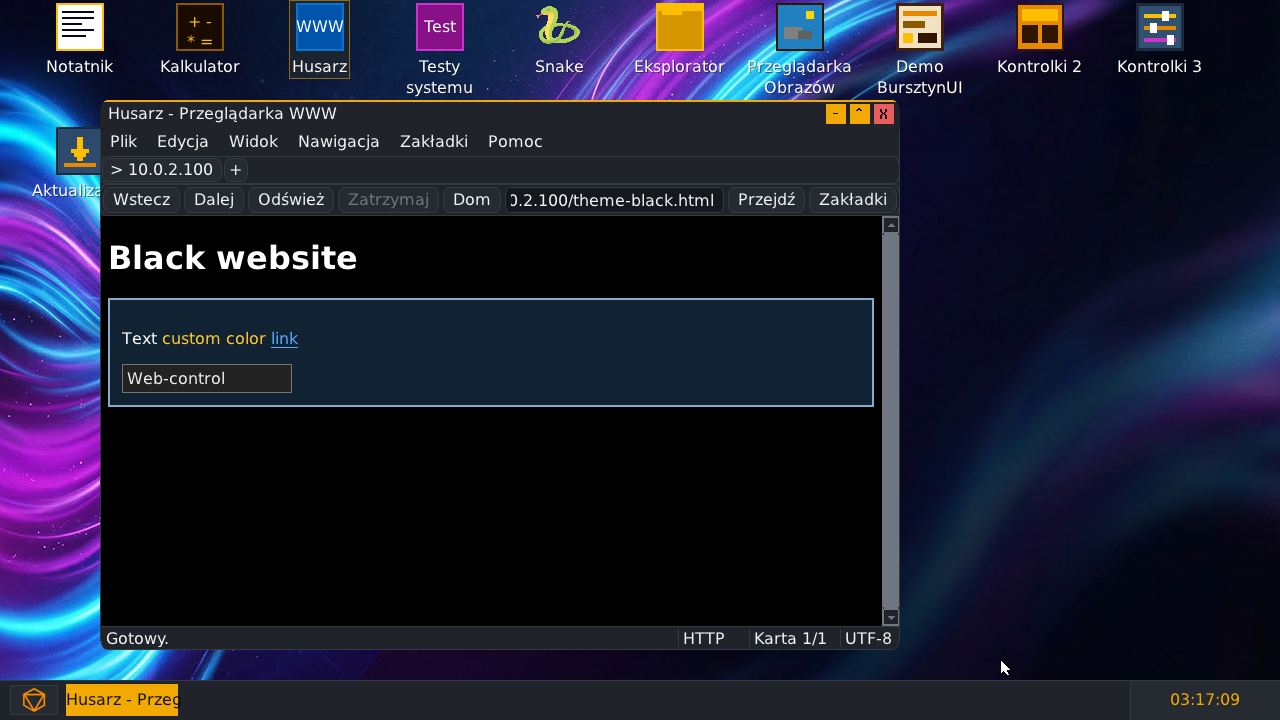 WWW
Test
+ -
* =
Notatnik
Kalkulator
Husarz
Testy
systemu
Snake
Eksplorator
Przeglądarka
Obrazów
Demo
BursztynUI
Kontrolki 2
Kontrolki 3
Husarz - Przeglądarka WWW
- ^ X
Plik Edycja Widok Nawigacja Zakładki Pomoc
> 10.0.2.100 +
Aktualiza
Wstecz Dalej Odśwież Zatrzymaj Dom 0.2.100/theme-black.html Przejdź Zakładki
Black website
Text custom color link
Web-control
Gotowy. HTTP Karta 1/1 UTF-8
Husarz - Przeg 03:17:09